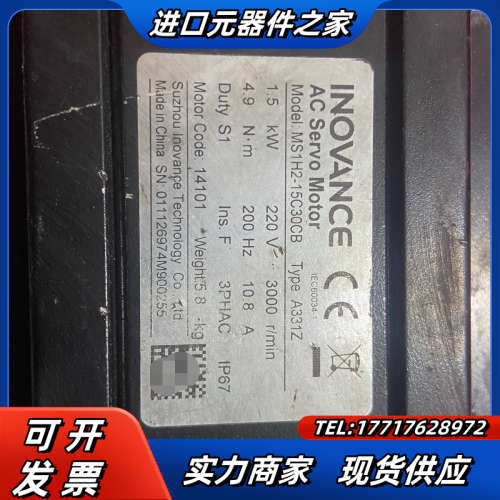 进口元器件之家
INOVANCE
AC Servo Motor
IEC60034-1
Model: MS1H2-15C30CB Type A331Z
1.5 kW 220 V 3000 r/min
4.9 N·m 200 Hz 10.8 A
Duty S1 Ins. F 3PHAC IP67
Motor Code: 14101 Weight 5.8 kg
Suzhou Inovance Technology Co.,Ltd
Made in China SN: 011126974M900255
TEL:17717628972
可开
发票
实力商家 现货供应